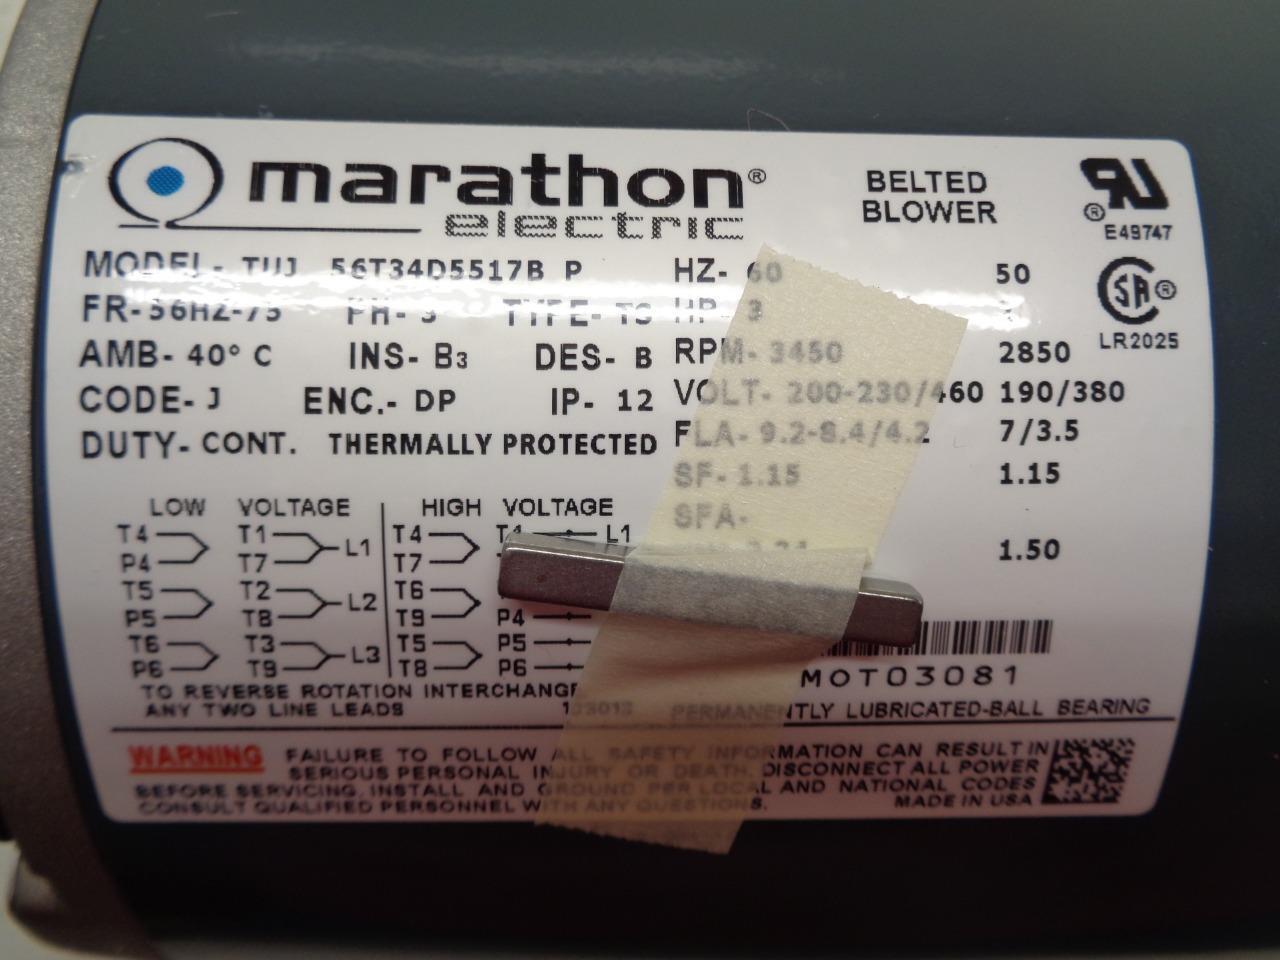 marathon®
electric
BELTED
BLOWER
® E49747
SA ®
LR2025
MODEL- TUJ 56T34D5517B P HZ- 60 50
FR- 56HZ-75 PH- 3 TYPE- TS HP- 3
AMB- 40° C INS- B3 DES- B RPM- 3450 2850
CODE- J ENC.- DP IP- 12 VOLT- 200-230/460 190/380
DUTY- CONT. THERMALLY PROTECTED FLA- 9.2-8.4/4.2 7/3.5
SF- 1.15 1.15
SFA-
1.50
LOW VOLTAGE HIGH VOLTAGE
T4 T1 L1 T4 T1 L1
P4 T7 T7
T5 T2 L2 T6
P5 T8 T9 P4
T6 T3 L3 T5 P5
P6 T9 T8 P6
MOT03081
TO REVERSE ROTATION INTERCHANGE
ANY TWO LINE LEADS PERMANENTLY LUBRICATED-BALL BEARING
WARNING FAILURE TO FOLLOW ALL SAFETY INFORMATION CAN RESULT IN
SERIOUS PERSONAL INJURY OR DEATH. DISCONNECT ALL POWER
BEFORE SERVICING. INSTALL AND GROUND PER LOCAL AND NATIONAL CODES
CONSULT QUALIFIED PERSONNEL WITH ANY QUESTIONS. MADE IN USA